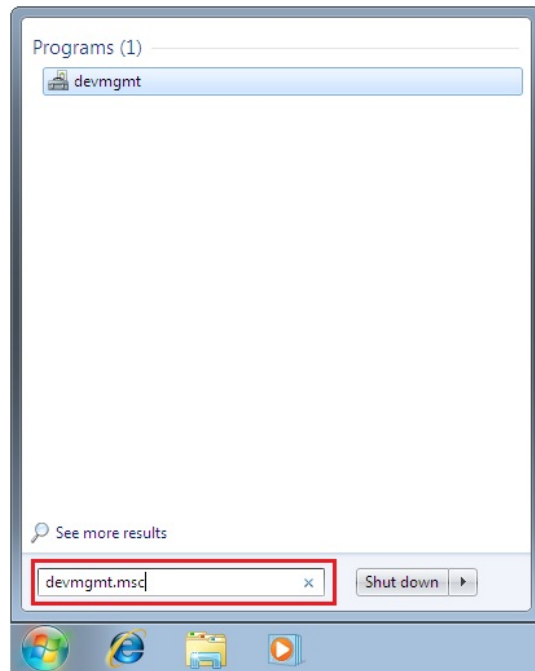 Programs (1)
devmgmt
See more results
devmgmt.msc
Shut down